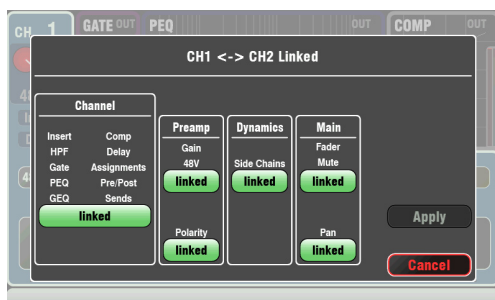 CH 1 GATE OUT PEQ OUT COMP OUT
CH1 <-> CH2 Linked
Channel
Insert Comp
HPF Delay
Gate Assignments
PEQ Pre/Post
GEQ Sends
linked
Preamp
Gain
48V
linked
Polarity
linked
Dynamics
Side Chains
linked
Main
Fader
Mute
linked
Pan
linked
Apply
Cancel